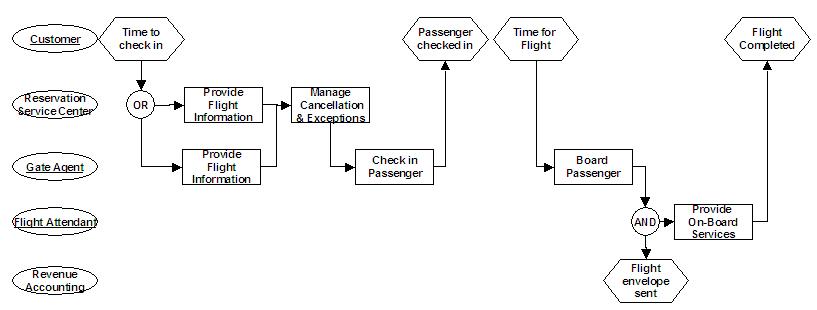 Customer
Time to
check in
Passenger
checked in
Time for
Flight
Flight
Completed
Reservation
Service Center
OR
Provide
Flight
Information
Manage
Cancellation
& Exceptions
Gate Agent
Provide
Flight
Information
Check in
Passenger
Board
Passenger
Flight Attendant
AND
Provide
On-Board
Services
Revenue
Accounting
Flight
envelope
sent